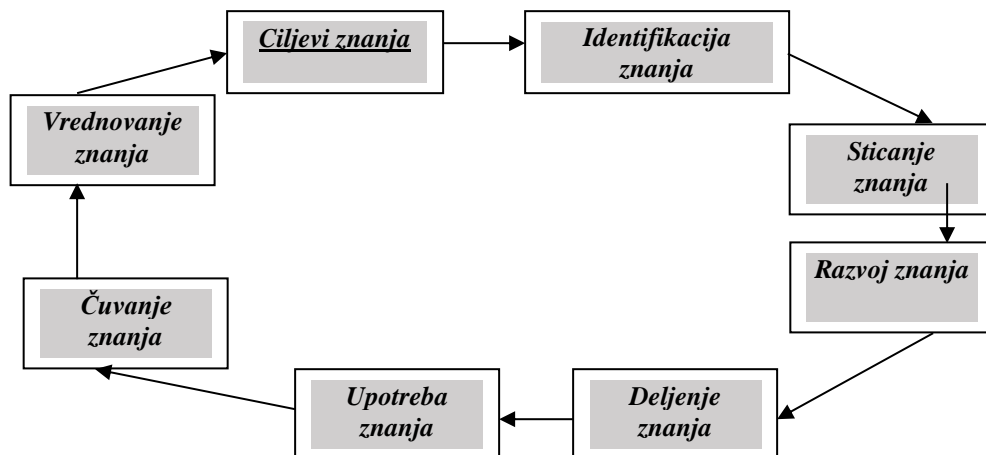 Ciljevi znanja
Identifikacija
znanja
Sticanje
znanja
Razvoj znanja
Deljenje
znanja
Upotreba
znanja
Čuvanje
znanja
Vrednovanje
znanja